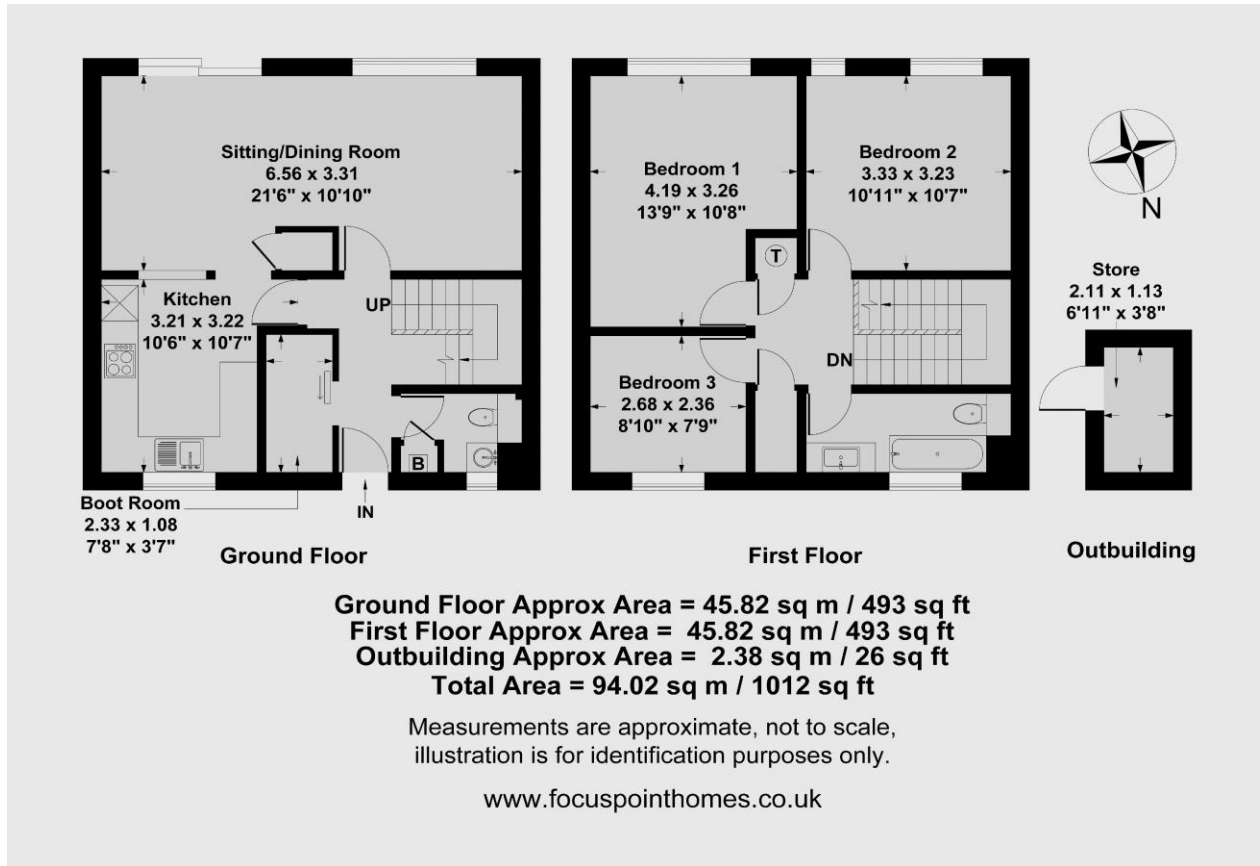 Sitting/Dining Room
6.56 x 3.31
21'6" x 10'10"
Kitchen
3.21 x 3.22
10'6" x 10'7"
UP
B
IN
Boot Room
2.33 x 1.08
7'8" x 3'7"
Ground Floor
Bedroom 1
4.19 x 3.26
13'9" x 10'8"
Bedroom 2
3.33 x 3.23
10'11" x 10'7"
T
DN
Bedroom 3
2.68 x 2.36
8'10" x 7'9"
First Floor
N
Store
2.11 x 1.13
6'11" x 3'8"
Outbuilding
Ground Floor Approx Area = 45.82 sq m / 493 sq ft
First Floor Approx Area = 45.82 sq m / 493 sq ft
Outbuilding Approx Area = 2.38 sq m / 26 sq ft
Total Area = 94.02 sq m / 1012 sq ft
Measurements are approximate, not to scale,
illustration is for identification purposes only.
www.focuspointhomes.co.uk